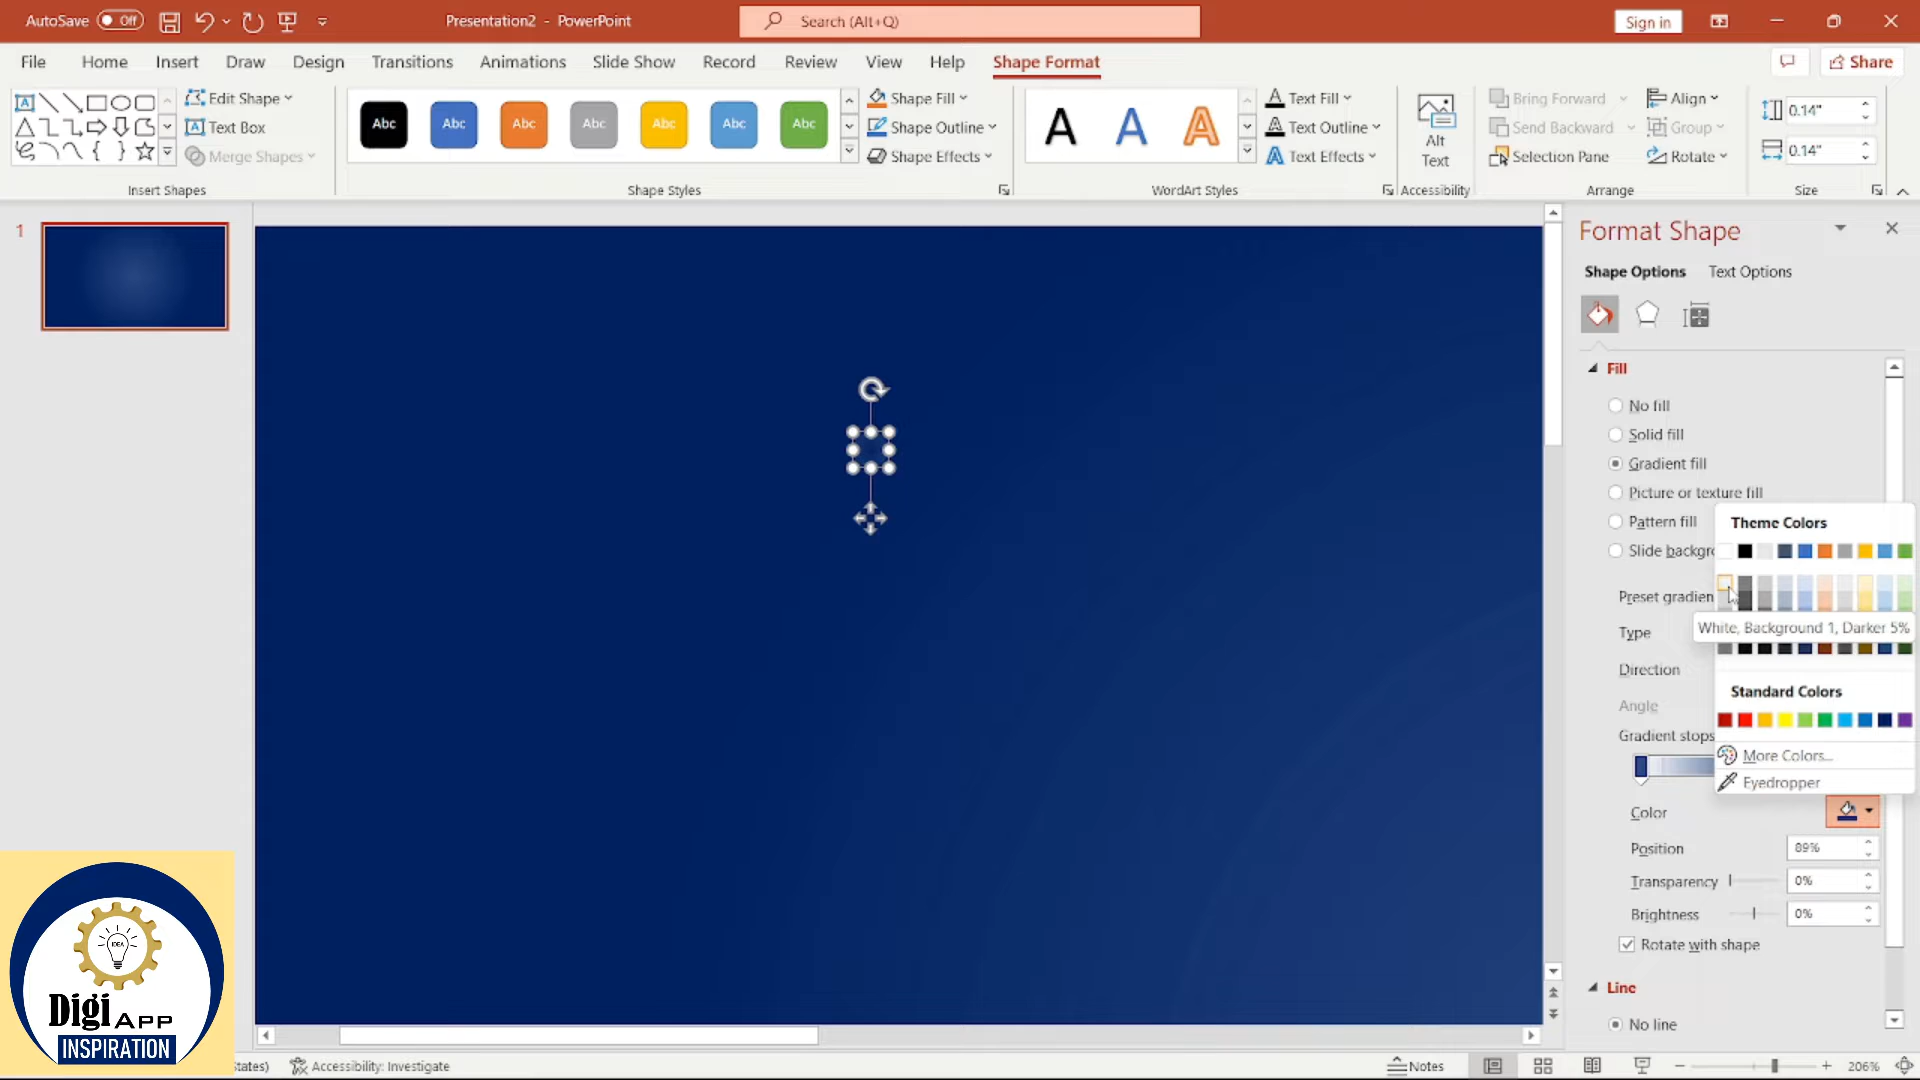 AutoSave Off Presentation2 - PowerPoint Search (Alt+Q) Sign in
File Home Insert Draw Design Transitions Animations Slide Show Record Review View Help Shape Format Share
Edit Shape
Text Box
Merge Shapes
Insert Shapes
Abc Abc Abc Abc Abc Abc Abc
Shape Styles
Shape Fill
Shape Outline
Shape Effects
A A A
WordArt Styles
Text Fill
Text Outline
Text Effects
Alt
Text
Accessibility
Bring Forward
Send Backward
Selection Pane
Align
Group
Rotate
Arrange
0.14"
0.14"
Size
1
Format Shape
Shape Options Text Options
Fill
No fill
Solid fill
Gradient fill
Picture or texture fill
Pattern fill
Slide backgr
Preset gradien
Type
Direction
Angle
Gradient stops
Theme Colors
White, Background 1, Darker 5%
Standard Colors
More Colors...
Eyedropper
Color
Position 89%
Transparency 0%
Brightness 0%
Rotate with shape
Line
No line
IDEA
Digi APP
INSPIRATION
tates) Accessibility: Investigate Notes 206%